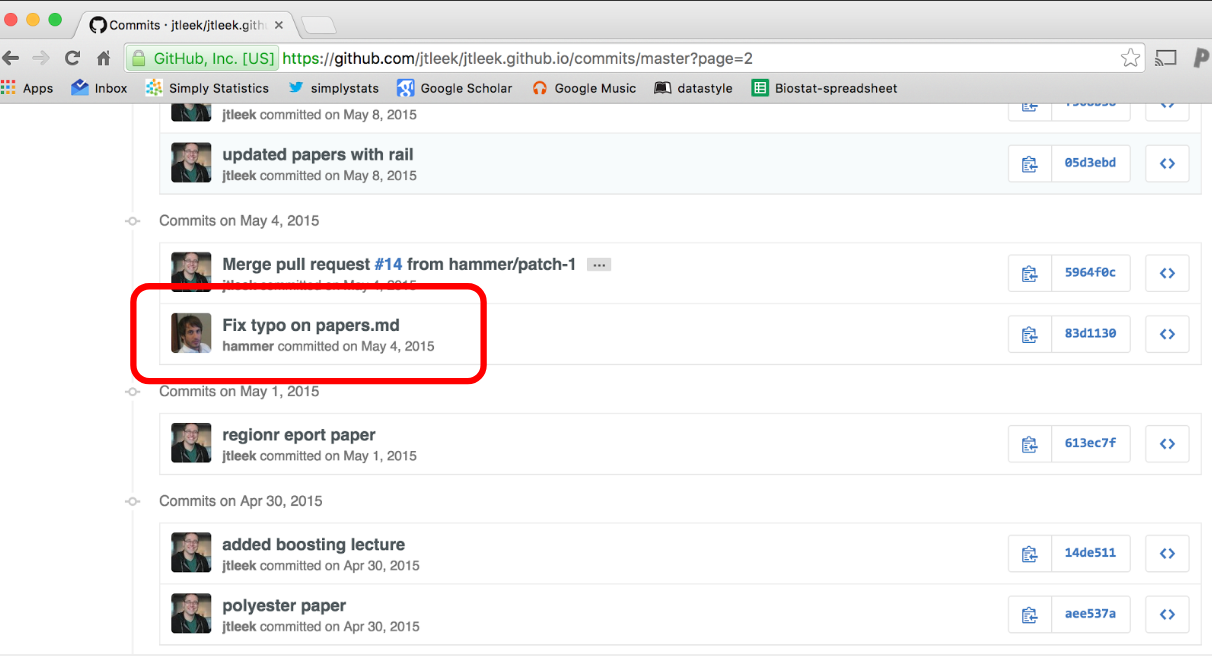 Commits · jtleek/jtleek.gith
GitHub, Inc. [US] https://github.com/jtleek/jtleek.github.io/commits/master?page=2
Apps Inbox Simply Statistics simplystats Google Scholar Google Music datastyle Biostat-spreadsheet
jtleek committed on May 8, 2015
updated papers with rail
05d3ebd
jtleek committed on May 8, 2015
Commits on May 4, 2015
Merge pull request #14 from hammer/patch-1 …
5964f0c
jtleek committed on May 4, 2015
Fix typo on papers.md
83d1130
hammer committed on May 4, 2015
Commits on May 1, 2015
regionr eport paper
613ec7f
jtleek committed on May 1, 2015
Commits on Apr 30, 2015
added boosting lecture
14de511
jtleek committed on Apr 30, 2015
polyester paper
aee537a
jtleek committed on Apr 30, 2015